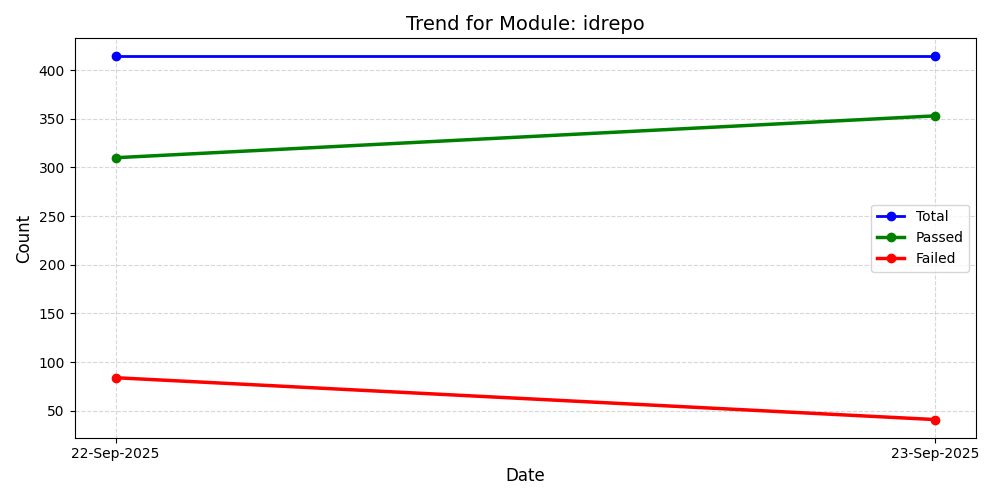 Trend for Module: idrepo
Count
400
350
300
250
200
150
100
50
Total
Passed
Failed
22-Sep-2025
23-Sep-2025
Date